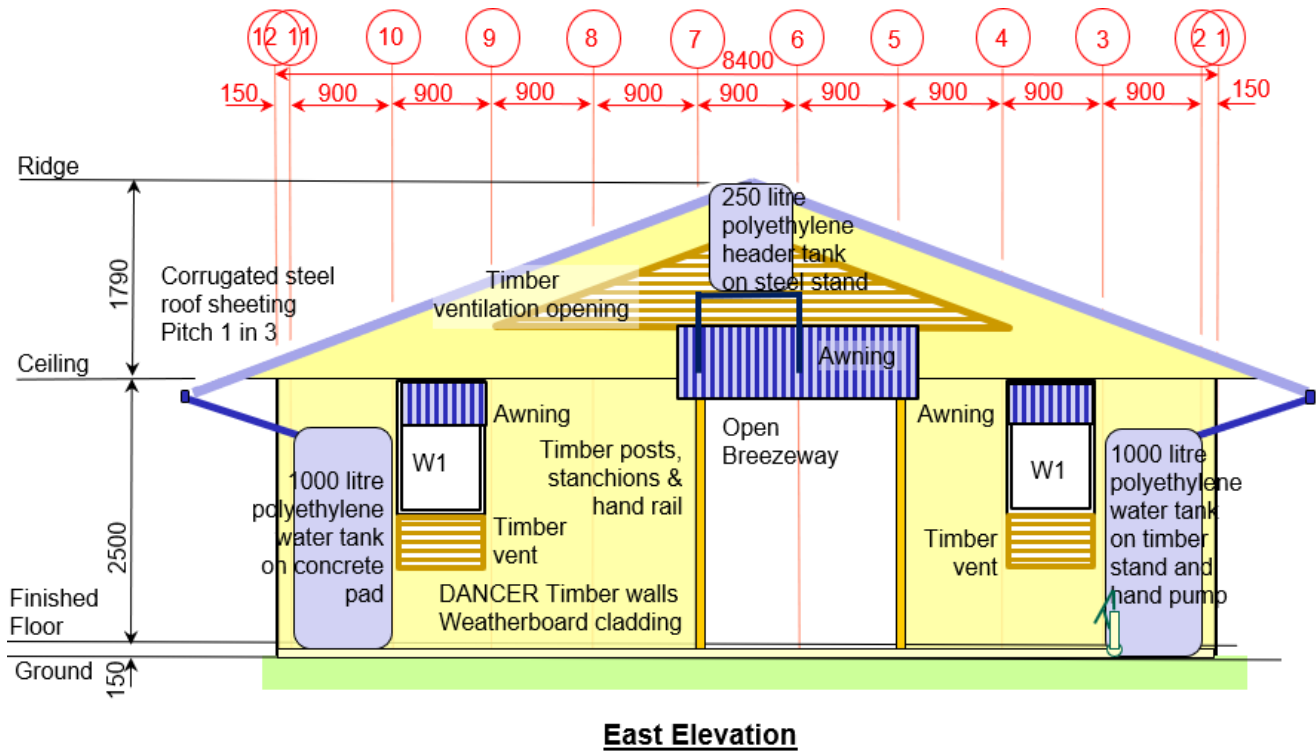 12 11 10 9 8 7 6 5 4 3 2 1
8400
150 900 900 900 900 900 900 900 900 900 150
Ridge
1790
Corrugated steel
roof sheeting
Pitch 1 in 3
Timber
ventilation opening
250 litre
polyethylene
header tank
on steel stand
Ceiling
Awning
2500
Awning
W1
1000 litre
polyethylene
water tank
on concrete
pad
Timber
vent
Timber posts,
stanchions &
hand rail
Open
Breezeway
Awning
W1
Timber
vent
1000 litre
polyethylene
water tank
on timber
stand and
hand pump
DANCER Timber walls
Weatherboard cladding
Finished
Floor
Ground
150
East Elevation